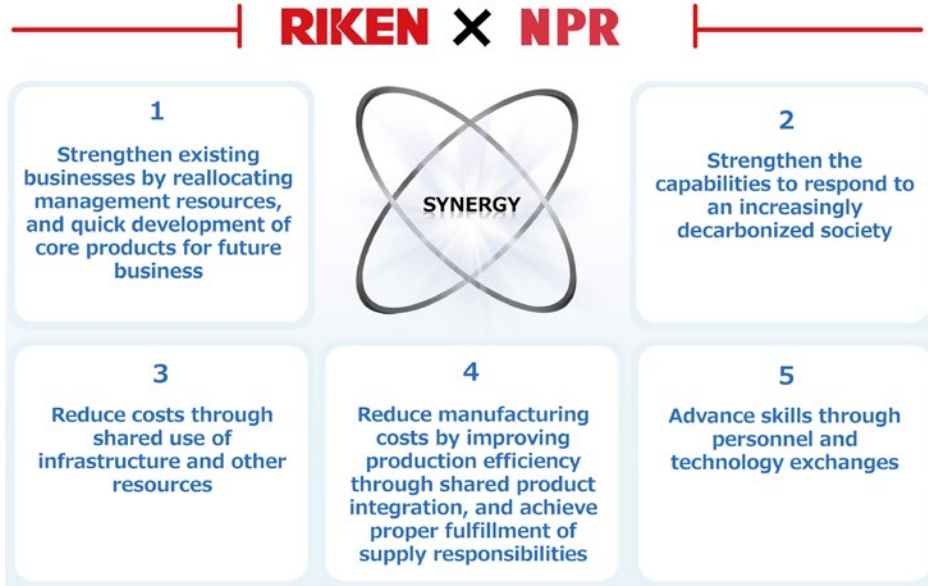 RIKEN × NPR
1
Strengthen existing
businesses by reallocating
management resources,
and quick development of
core products for future
business
SYNERGY
2
Strengthen the
capabilities to respond to
an increasingly
decarbonized society
3
Reduce costs through
shared use of
infrastructure and other
resources
4
Reduce manufacturing
costs by improving
production efficiency
through shared product
integration, and achieve
proper fulfillment of
supply responsibilities
5
Advance skills through
personnel and
technology exchanges